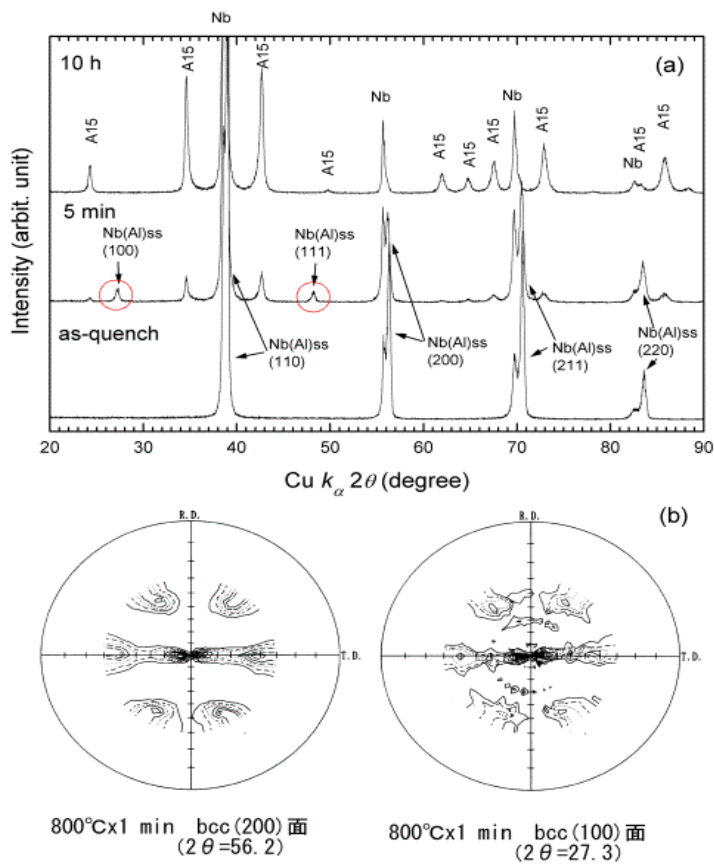 Nb
(a)
10 h
A15
A15
A15
A15
Nb
A15
A15
A15
Nb
A15
Nb
A15
A15
5 min
Nb(Al)ss
(100)
Nb(Al)ss
(111)
as-quench
Nb(Al)ss
(110)
Nb(Al)ss
(200)
Nb(Al)ss
(211)
Nb(Al)ss
(220)
Intensity (arbit. unit)
20 30 40 50 60 70 80 90
Cu kα 2θ (degree)
(b)
R.D.
T.D.
R.D.
T.D.
800℃x1 min bcc(200)面
(2θ=56.2)
800℃x1 min bcc(100)面
(2θ=27.3)